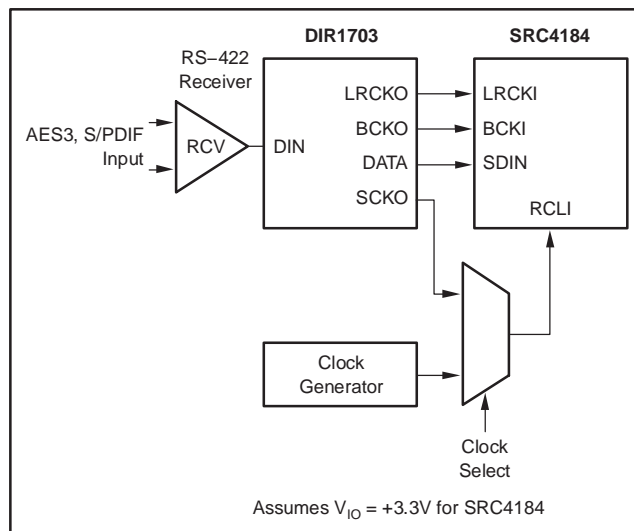 DIR1703
SRC4184
RS−422
Receiver
AES3, S/PDIF
Input
RCV
DIN
LRCKO
BCKO
DATA
SCKO
LRCKI
BCKI
SDIN
RCLI
Clock
Generator
Clock
Select
Assumes V_IO = +3.3V for SRC4184